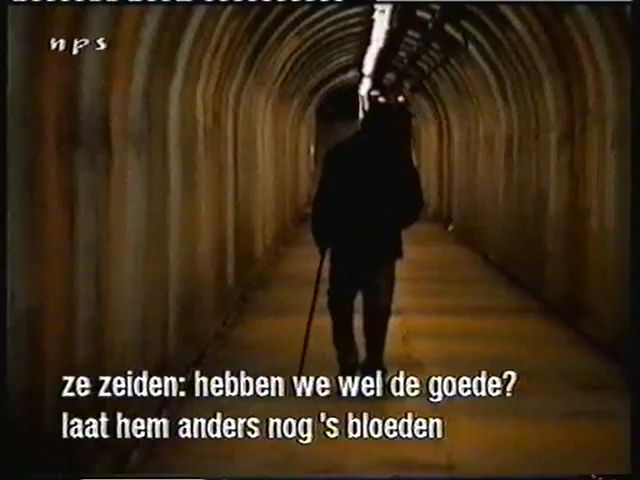 nps
ze zeiden: hebben we wel de goede?
laat hem anders nog 's bloeden